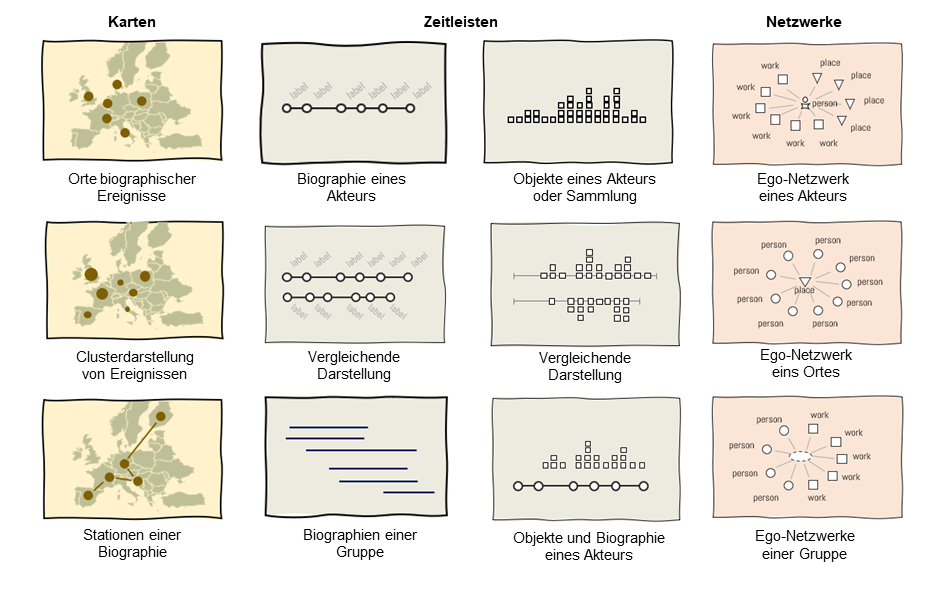 Karten
Zeitleisten
Netzwerke
label label label label label label
work
place
work
place
person
place
work
place
work
work
work
Orte biographischer
Ereignisse
Biographie eines
Akteurs
Objekte eines Akteurs
oder Sammlung
Ego-Netzwerk
eines Akteurs
label label label label label label
label label label label label
person
person
person
person
place
person
person
person
person
Clusterdarstellung
von Ereignissen
Vergleichende
Darstellung
Vergleichende
Darstellung
Ego-Netzwerk
eins Ortes
work
person
work
person
work
person
work
person
work
Stationen einer
Biographie
Biographien einer
Gruppe
Objekte und Biographie
eines Akteurs
Ego-Netzwerke
einer Gruppe